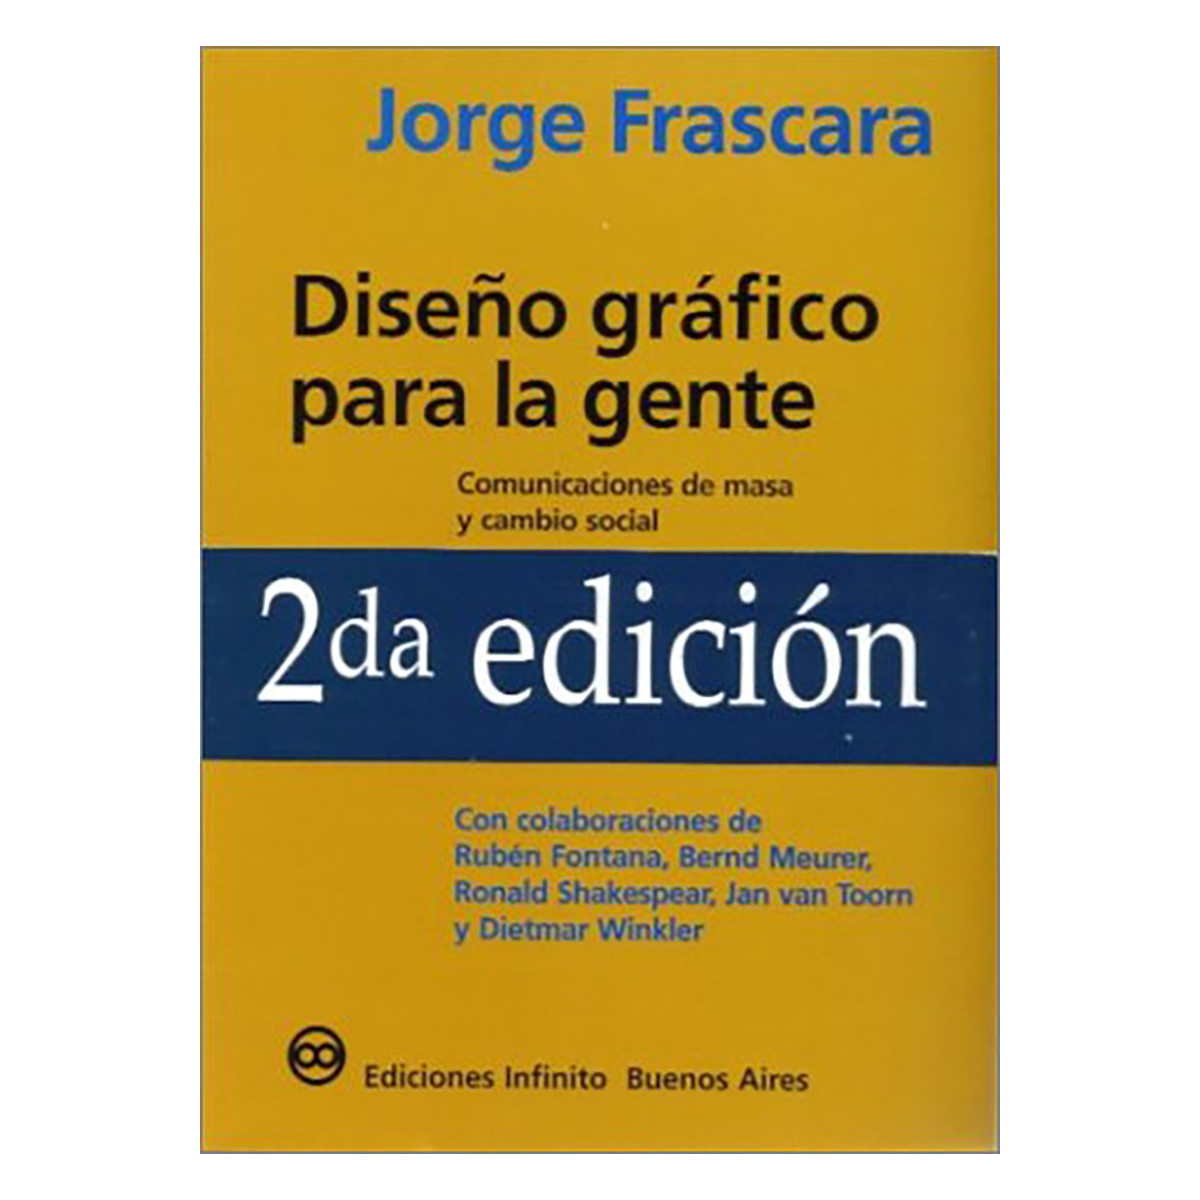 Jorge Frascara
Diseño gráfico
para la gente
Comunicaciones de masa
y cambio social
2da edición
Con colaboraciones de
Rubén Fontana, Bernd Meurer,
Ronald Shakespear, Jan van Toorn
y Dietmar Winkler
Ediciones Infinito Buenos Aires